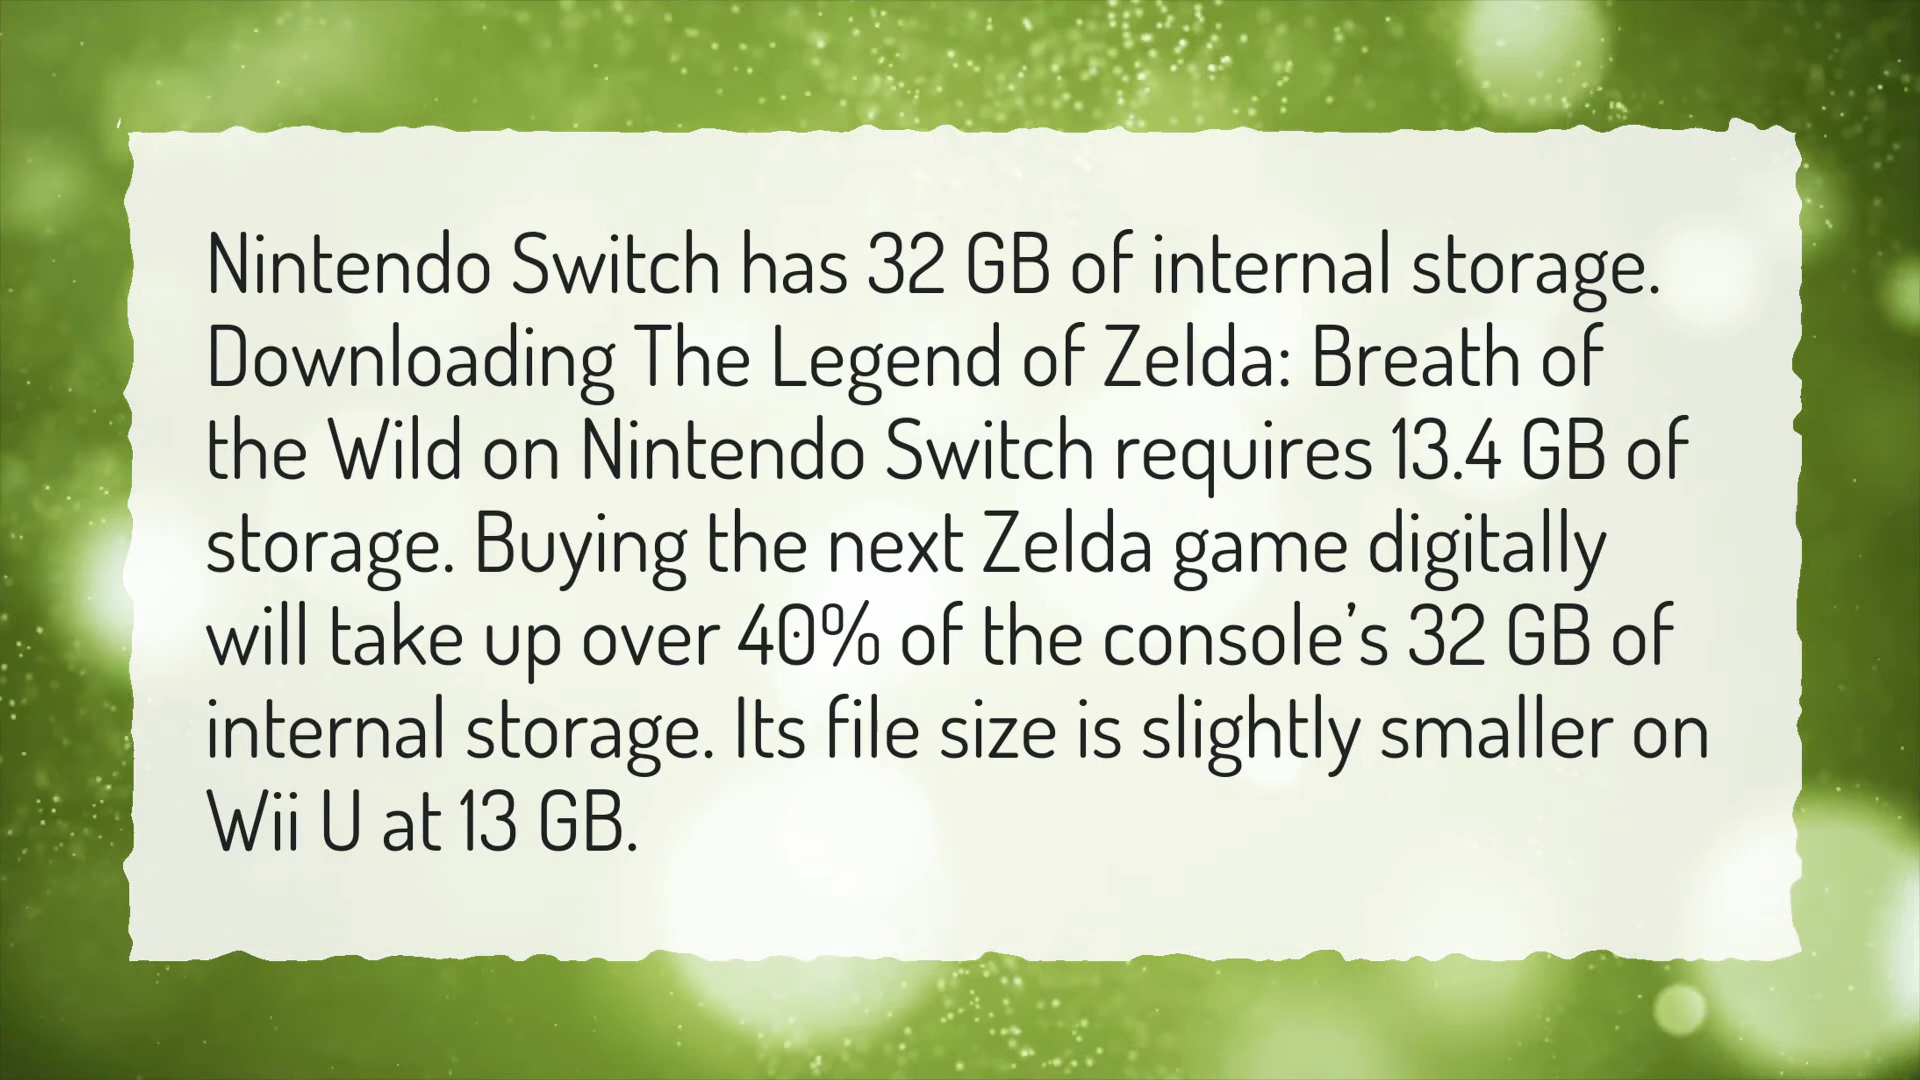 Nintendo Switch has 32 GB of internal storage.
Downloading The Legend of Zelda: Breath of
the Wild on Nintendo Switch requires 13.4 GB of
storage. Buying the next Zelda game digitally
will take up over 40% of the console’s 32 GB of
internal storage. Its file size is slightly smaller on
Wii U at 13 GB.